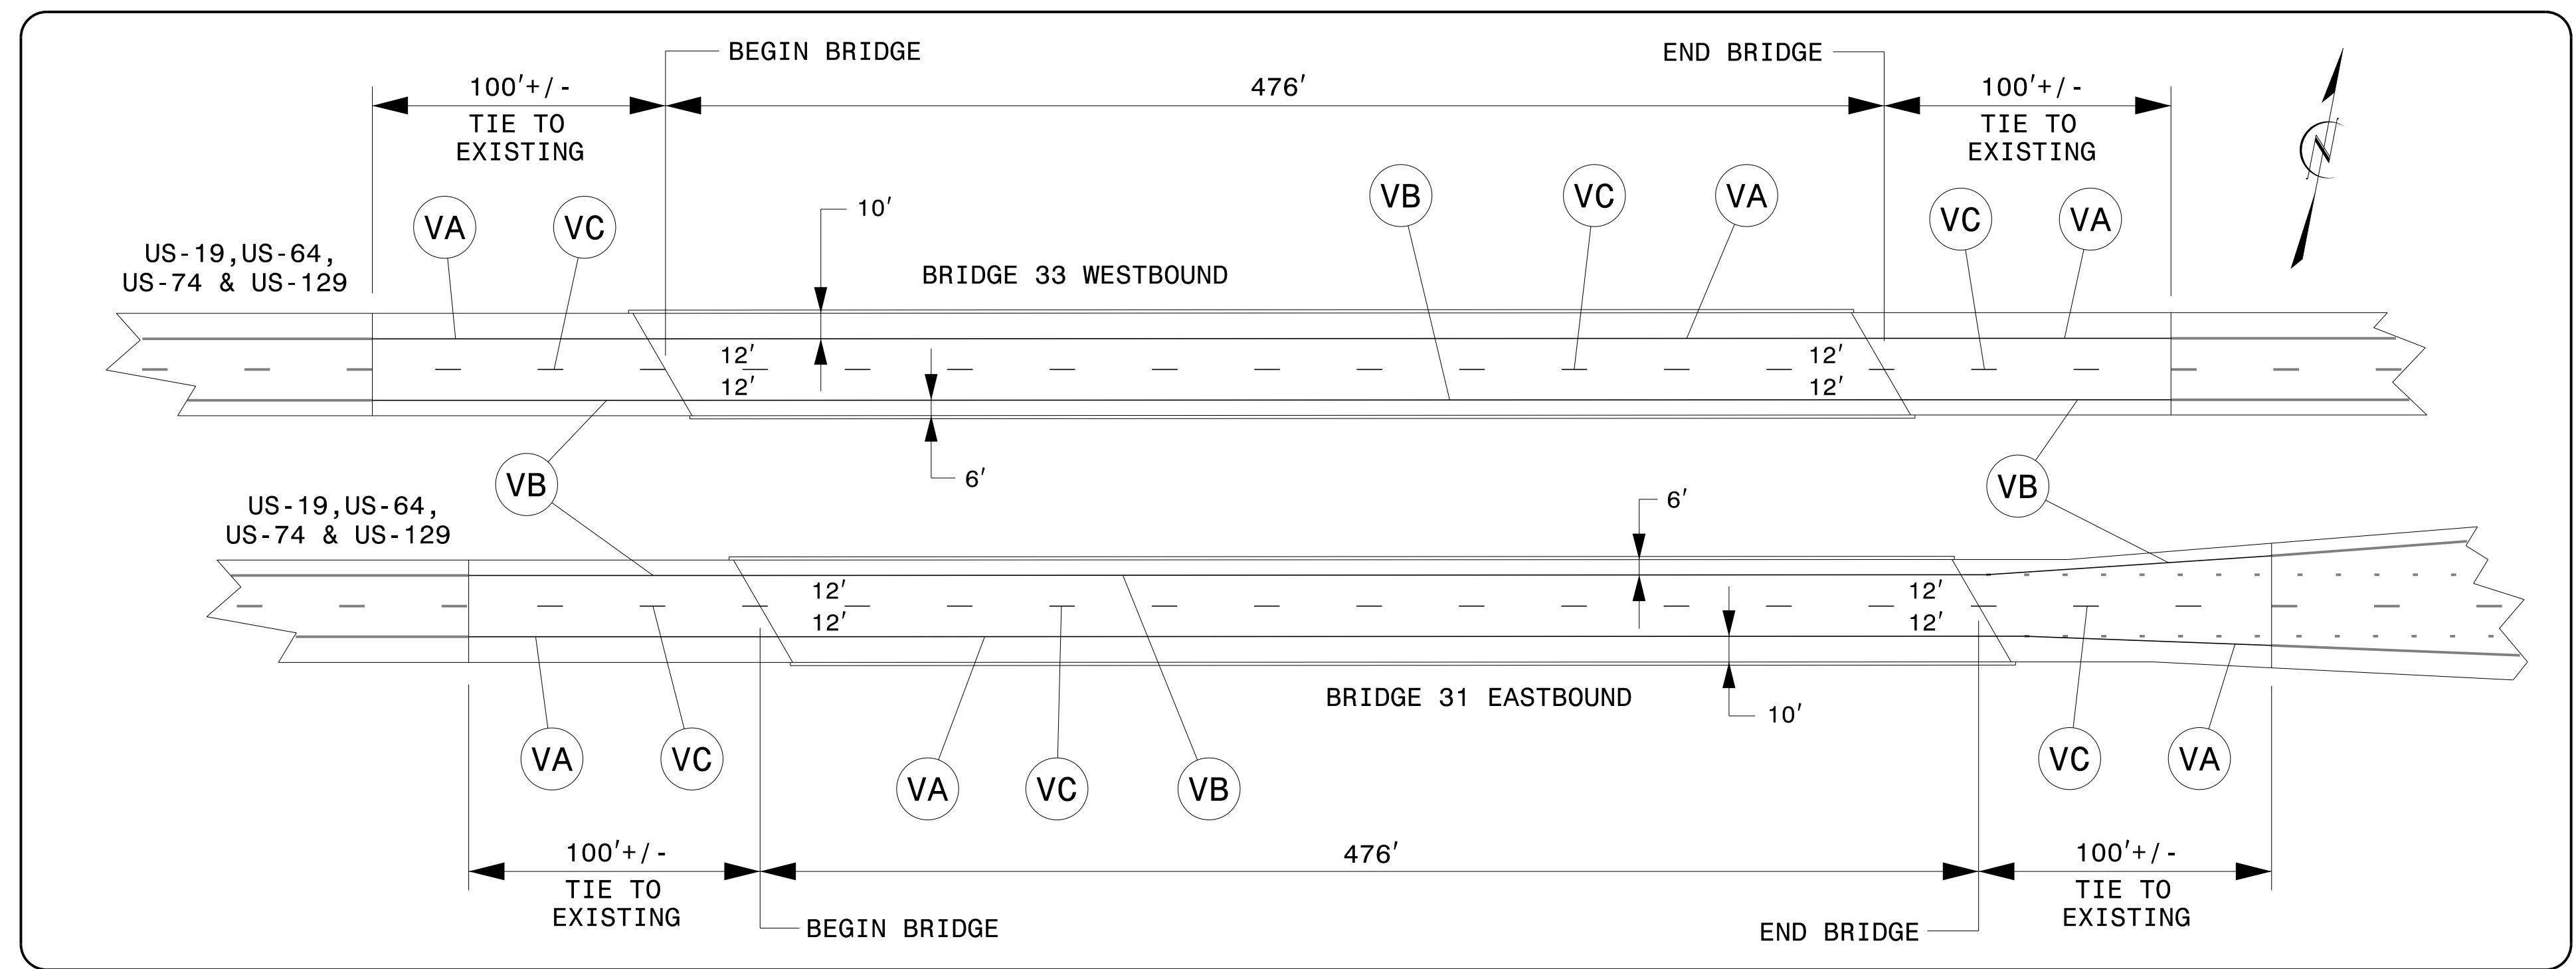 BEGIN BRIDGE
END BRIDGE
100'+/-
476'
100'+/-
TIE TO
EXISTING
TIE TO
EXISTING
N
VB
VC
VA
VA
VC
10'
VC
VA
US-19,US-64,
US-74 & US-129
BRIDGE 33 WESTBOUND
12'
12'
12'
12'
6'
VB
VB
US-19,US-64,
US-74 & US-129
6'
12'
12'
12'
12'
BRIDGE 31 EASTBOUND
10'
VA
VC
VA
VC
VB
VC
VA
100'+/-
476'
100'+/-
TIE TO
EXISTING
TIE TO
EXISTING
BEGIN BRIDGE
END BRIDGE